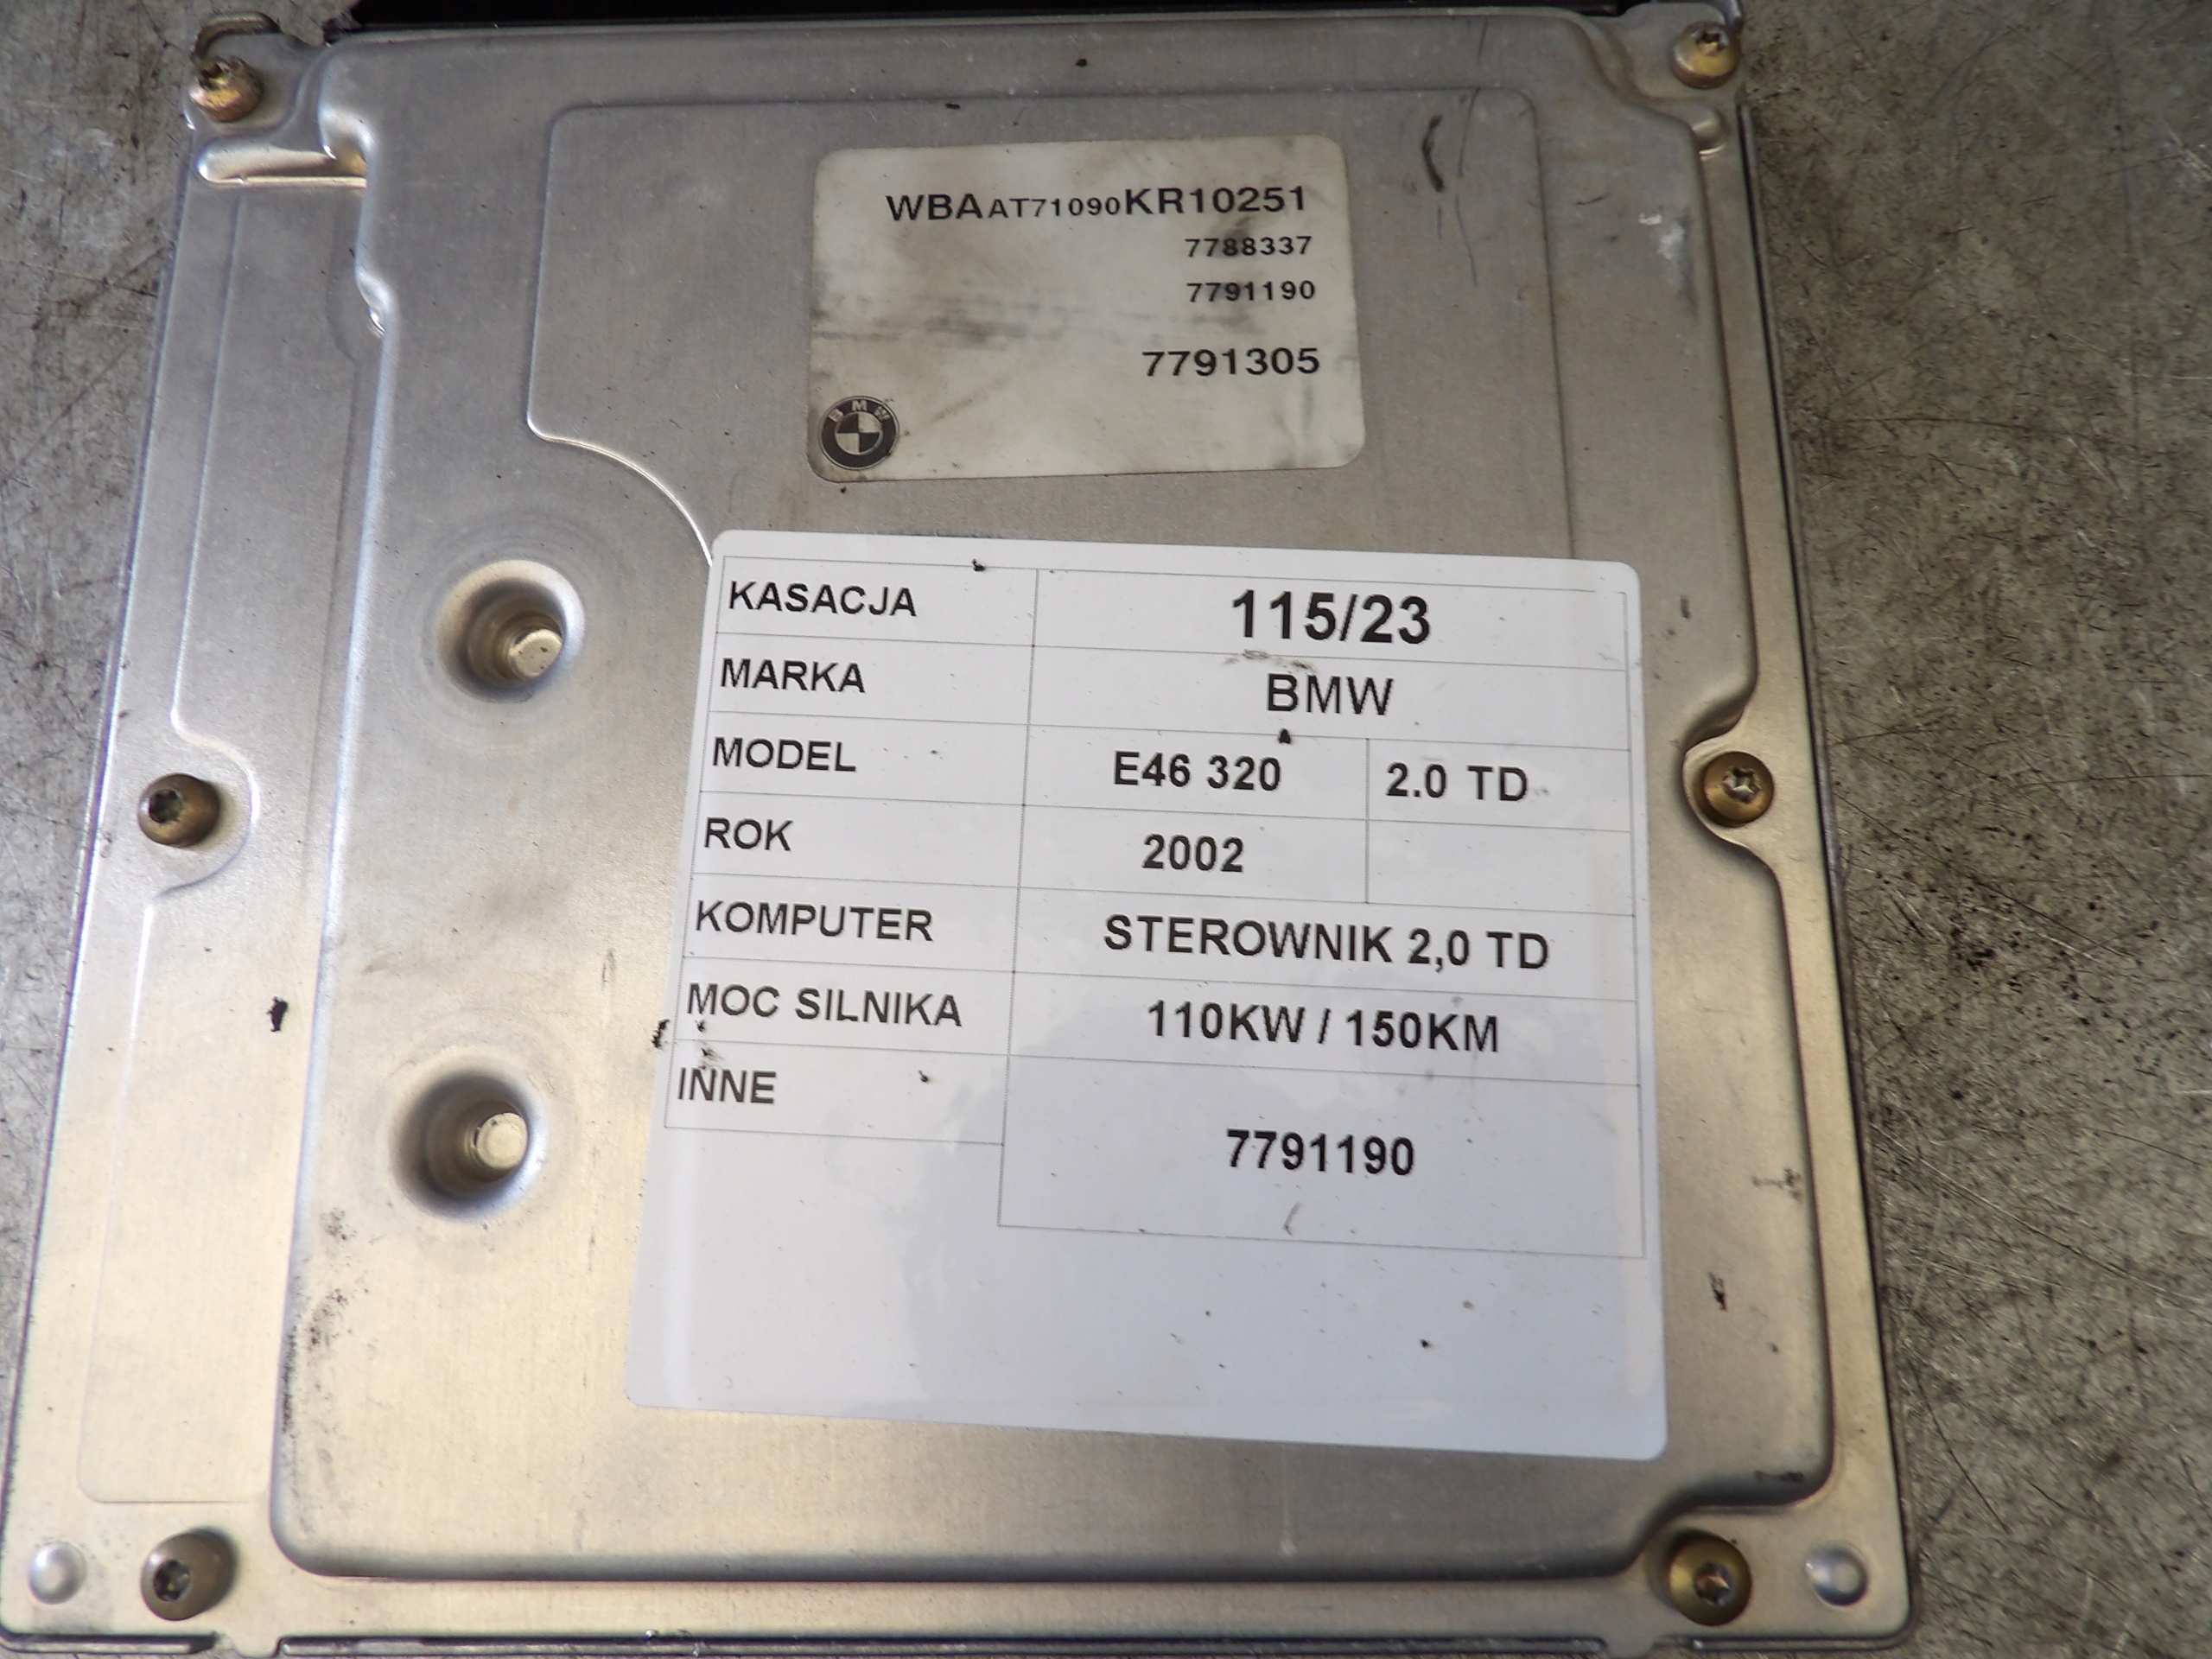 WBAAT71090KR10251
7788337
7791190
7791305
BMW
KASACJA 115/23
MARKA BMW
MODEL E46 320 2.0 TD
ROK 2002
KOMPUTER STEROWNIK 2,0 TD
MOC SILNIKA 110KW / 150KM
INNE 7791190